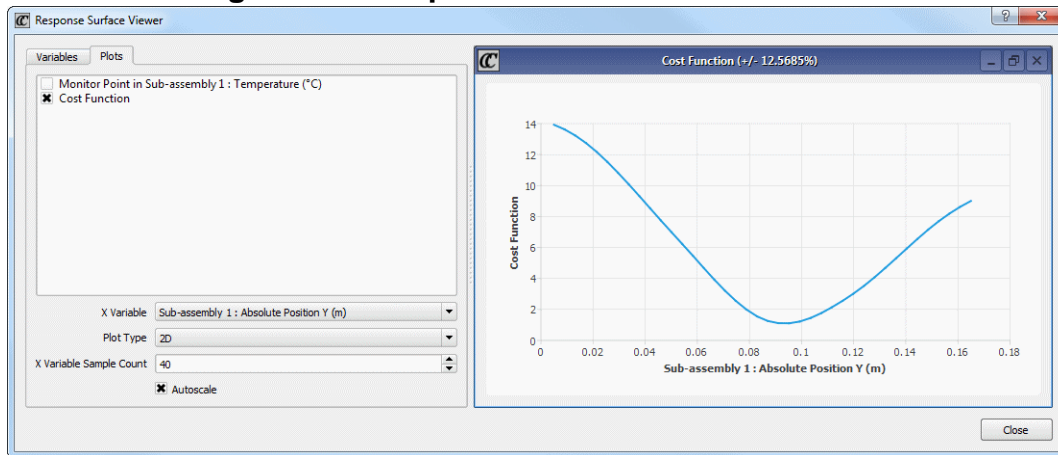 Response Surface Viewer
Variables
Plots
Monitor Point in Sub-assembly 1 : Temperature (°C)
Cost Function
X Variable
Sub-assembly 1 : Absolute Position Y (m)
Plot Type
2D
X Variable Sample Count
40
Autoscale
Cost Function (+/- 12.5685%)
14
12
10
8
6
4
2
0
Cost Function
0 0.02 0.04 0.06 0.08 0.1 0.12 0.14 0.16 0.18
Sub-assembly 1 : Absolute Position Y (m)
Close